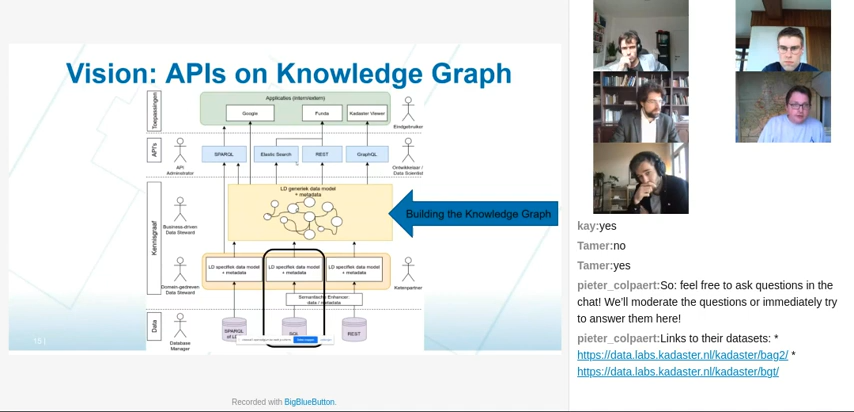 Vision: APIs on Knowledge Graph
Toepassingen
Applicaties (intern/extern)
Google
Funda
Kadaster Viewer
Eindgebruiker
API's
API
Administrator
SPARQL
Elastic Search
REST
GraphQL
Ontwikkelaar /
Data Scientist
Kennisgraaf
LD generiek data model
+ metadata
Building the Knowledge Graph
Business-driven
Data Steward
LD specifiek data model
+ metadata
LD specifiek data model
+ metadata
LD specifiek data model
+ metadata
Domein-gedreven
Data Steward
Ketenpartner
Semantische Enhancer
data / metadata
Data
Database
Manager
SPARQL
SQL
REST
10 |
Recorded with BigBlueButton.
kay:yes
Tamer:no
Tamer:yes
pieter_colpaert:So: feel free to ask questions in the
chat! We'll moderate the questions or immediately try
to answer them here!
pieter_colpaert:Links to their datasets: *
https://data.labs.kadaster.nl/kadaster/bag2/ *
https://data.labs.kadaster.nl/kadaster/bgt/